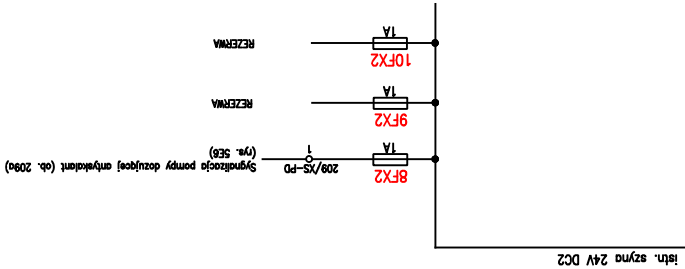 istn. szyna 24V DC2
8FX2
1A
209/XS-PD
1
Sygnalizacja pompy dozującej antyskalant (ob. 209a)
(rys. 5E6)
9FX2
1A
REZERWA
10FX2
1A
REZERWA